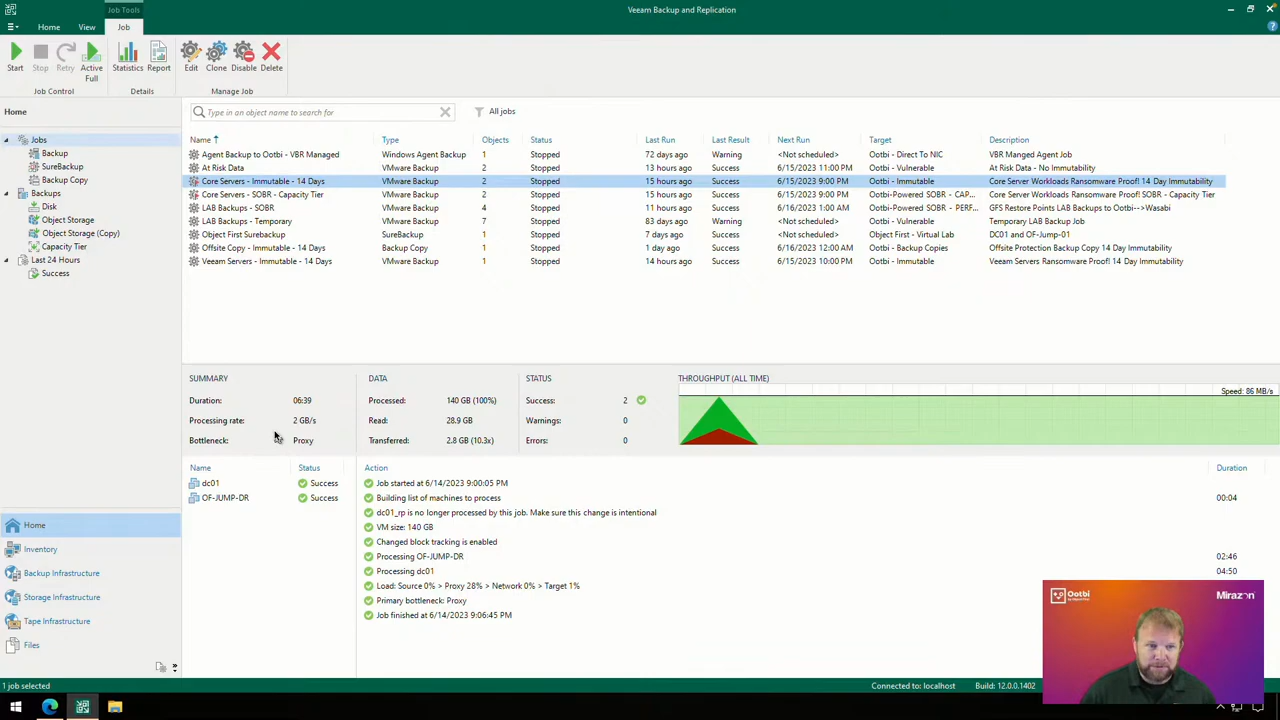 Job Tools
Veeam Backup and Replication
Home View Job
Start Stop Retry Active Full Statistics Report Edit Clone Disable Delete
Job Control Details Manage Job
Home
Type in an object name to search for
All jobs
Jobs
Backup
SureBackup
Backup Copy
Backups
Disk
Object Storage
Object Storage (Copy)
Capacity Tier
Last 24 Hours
Success
Name Type Objects Status Last Run Last Result Next Run Target Description
Agent Backup to Ootbi - VBR Managed Windows Agent Backup 1 Stopped 72 days ago Warning <Not scheduled> Ootbi - Direct To NIC VBR Manged Agent Job
At Risk Data VMware Backup 2 Stopped 13 hours ago Success 6/15/2023 11:00 PM Ootbi - Vulnerable At Risk Data - No Immutability
Core Servers - Immutable - 14 Days VMware Backup 2 Stopped 15 hours ago Success 6/15/2023 9:00 PM Ootbi - Immutable Core Server Workloads Ransomware Proof! 14 Day Immutability
Core Servers - SOBR - Capacity Tier VMware Backup 2 Stopped 15 hours ago Success 6/15/2023 9:00 PM Ootbi-Powered SOBR - CAP... Core Server Workloads Ransomware Proof! SOBR - Capacity Tier
LAB Backups - SOBR VMware Backup 4 Stopped 11 hours ago Success 6/16/2023 1:00 AM Ootbi-Powered SOBR - PERF... GFS Restore Points LAB Backups to Ootbi-->Wasabi
LAB Backups - Temporary VMware Backup 7 Stopped 83 days ago Warning <Not scheduled> Ootbi - Vulnerable Temporary LAB Backup Job
Object First Surebackup SureBackup 1 Stopped 7 days ago Success <Not scheduled> Object First - Virtual Lab DC01 and OF-Jump-01
Offsite Copy - Immutable - 14 Days Backup Copy 1 Stopped 1 day ago Success 6/16/2023 12:00 AM Ootbi - Backup Copies Offsite Protection Backup Copy 14 Day Immutability
Veeam Servers - Immutable - 14 Days VMware Backup 1 Stopped 14 hours ago Success 6/15/2023 10:00 PM Ootbi - Immutable Veeam Servers Ransomware Proof! 14 Day Immutability
SUMMARY DATA STATUS THROUGHPUT (ALL TIME)
Speed: 86 MB/s
Duration: 06:39 Processed: 140 GB (100%) Success: 2
Processing rate: 2 GB/s Read: 28.9 GB Warnings: 0
Bottleneck: Proxy Transferred: 2.8 GB (10.3x) Errors: 0
Name Status Action Duration
dc01 Success Job started at 6/14/2023 9:00:05 PM
OF-JUMP-DR Success Building list of machines to process 00:04
dc01_rp is no longer processed by this job. Make sure this change is intentional
VM size: 140 GB
Changed block tracking is enabled
Processing OF-JUMP-DR 02:46
Processing dc01 04:50
Load: Source 0% > Proxy 28% > Network 0% > Target 1%
Primary bottleneck: Proxy
Job finished at 6/14/2023 9:06:45 PM
Home
Inventory
Backup Infrastructure
Storage Infrastructure
Tape Infrastructure
Files
Ootbi
Mirazon
1 job selected
Connected to: localhost Build: 12.0.0.1402